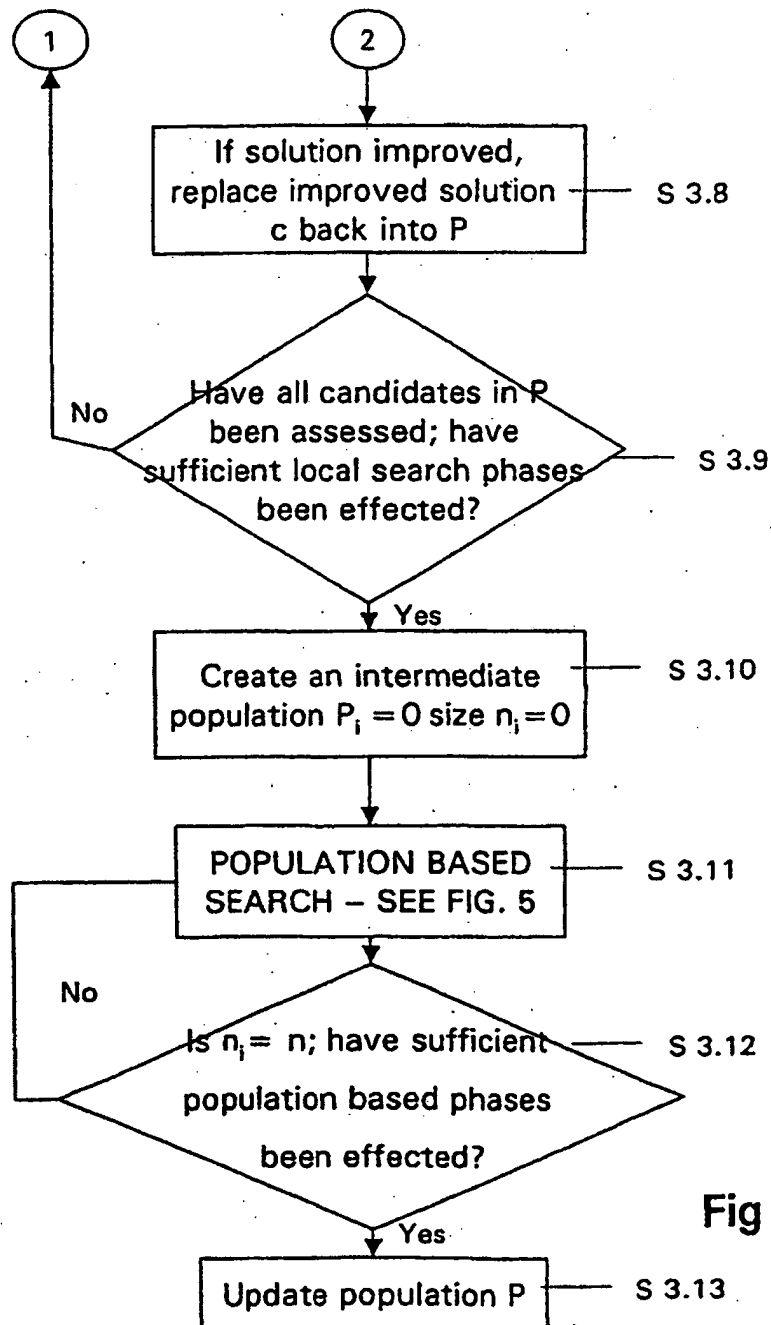 1
2
If solution improved,
replace improved solution
c back into P
S 3.8
No
Have all candidates in P
been assessed; have
sufficient local search phases
been effected?
S 3.9
Yes
Create an intermediate
population Pi = 0 size ni = 0
S 3.10
POPULATION BASED
SEARCH – SEE FIG. 5
S 3.11
No
Is ni = n; have sufficient
population based phases
been effected?
S 3.12
Yes
Fig
Update population P
S 3.13